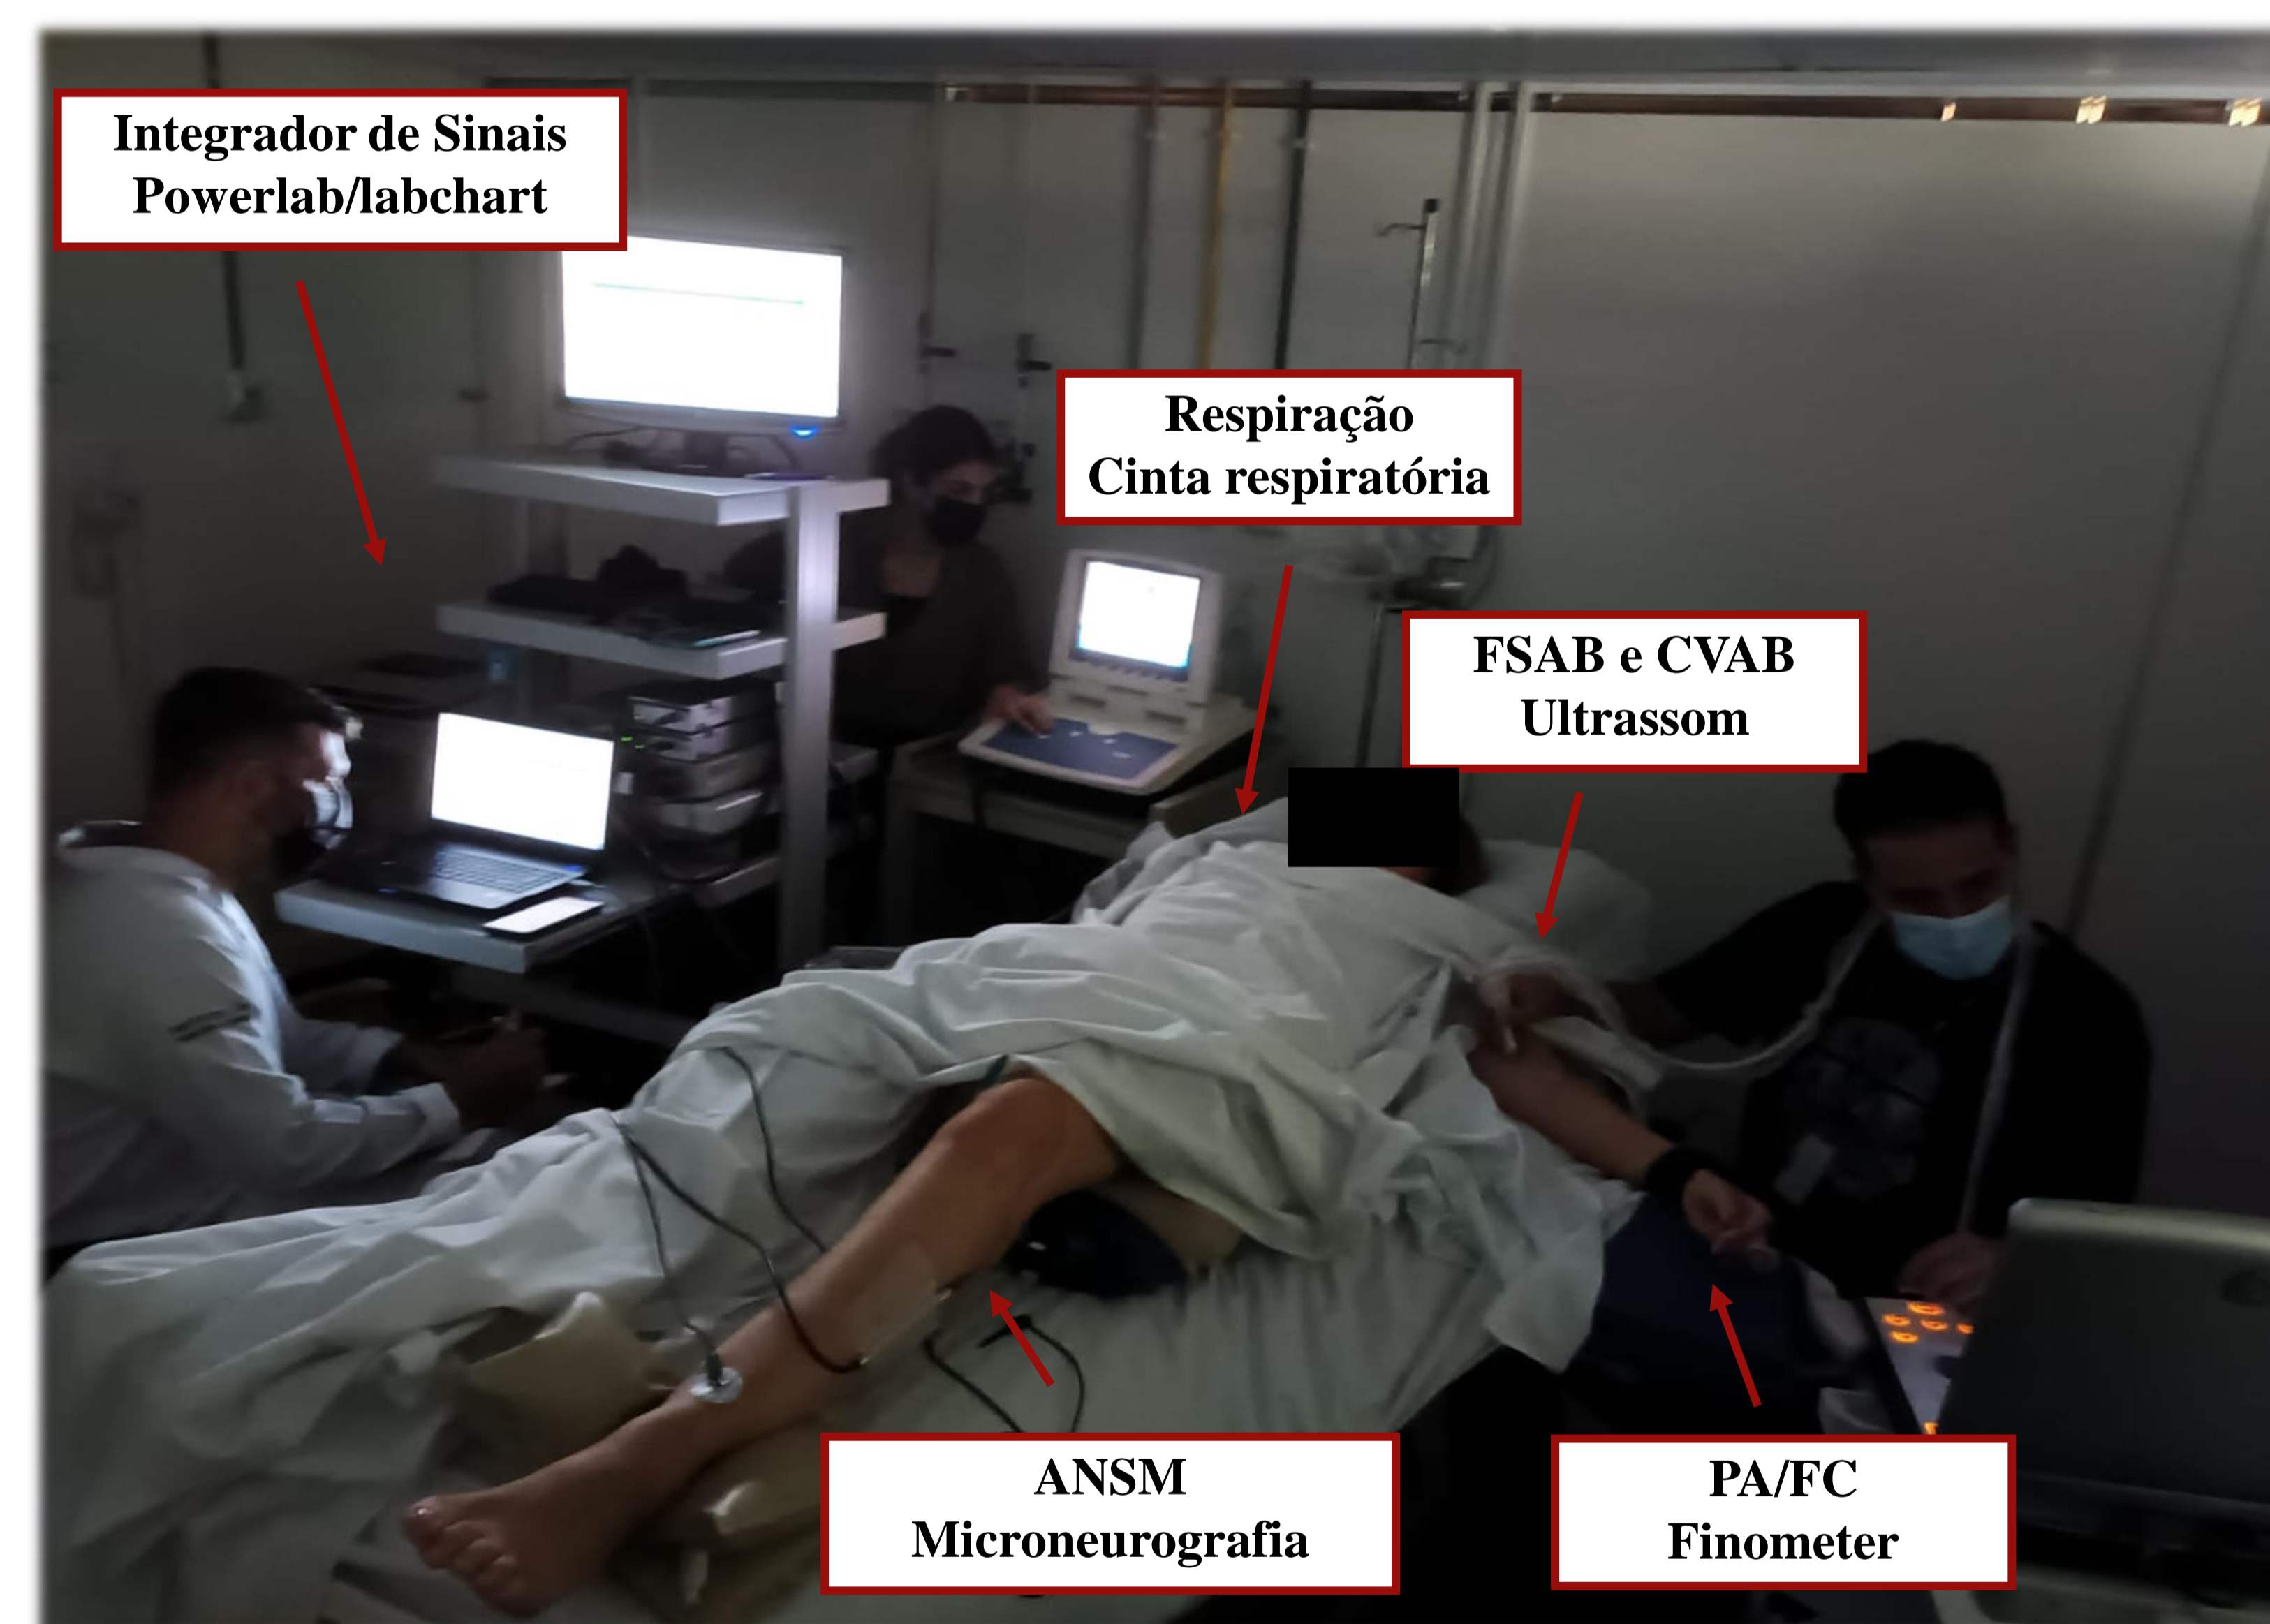 Integrador de Sinais
Powerlab/labchart
Respiração
Cinta respiratória
FSAB e CVAB
Ultrassom
ANSM
Microneurografia
PA/FC
Finometer